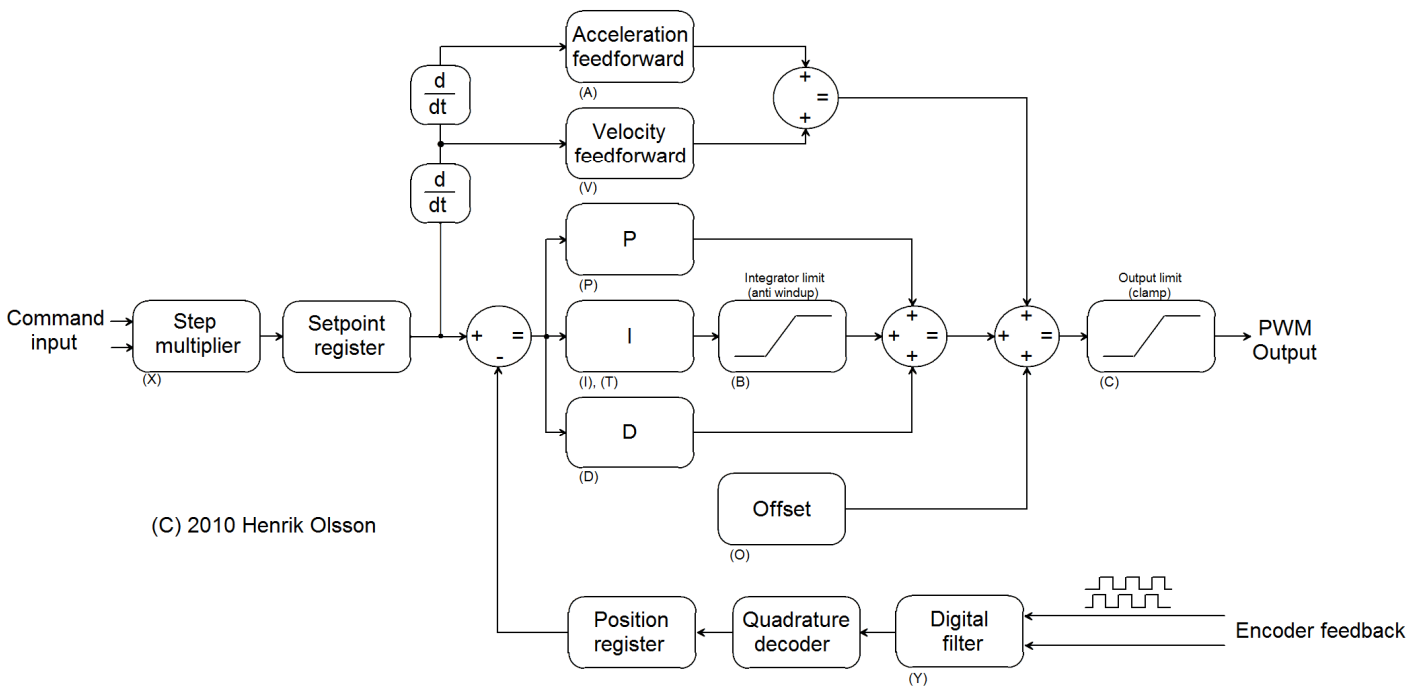 Acceleration
feedforward
(A)
d
dt
+
+
=
Velocity
feedforward
(V)
d
dt
P
(P)
Command
input
Step
multiplier
(X)
Setpoint
register
+
-
=
I
(I), (T)
Integrator limit
(anti windup)
(B)
+
+
+
=
+
+
+
=
Output limit
(clamp)
(C)
PWM
Output
D
(D)
Offset
(O)
(C) 2010 Henrik Olsson
Position
register
Quadrature
decoder
Digital
filter
(Y)
Encoder feedback